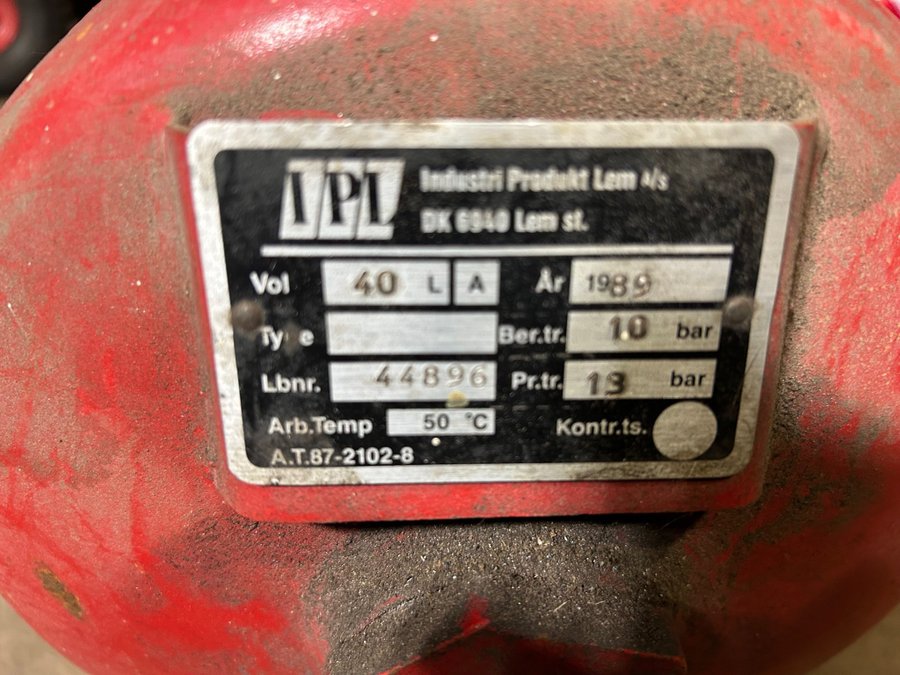 IPL Industri Produkt Lem A/S
DK 6940 Lem st.
Vol 40 L A År 1989
Type Ber.tr. 10 bar
Lbnr. 44896 Pr.tr. 13 bar
Arb.Temp 50 °C Kontr.ts.
A.T.87-2102-8